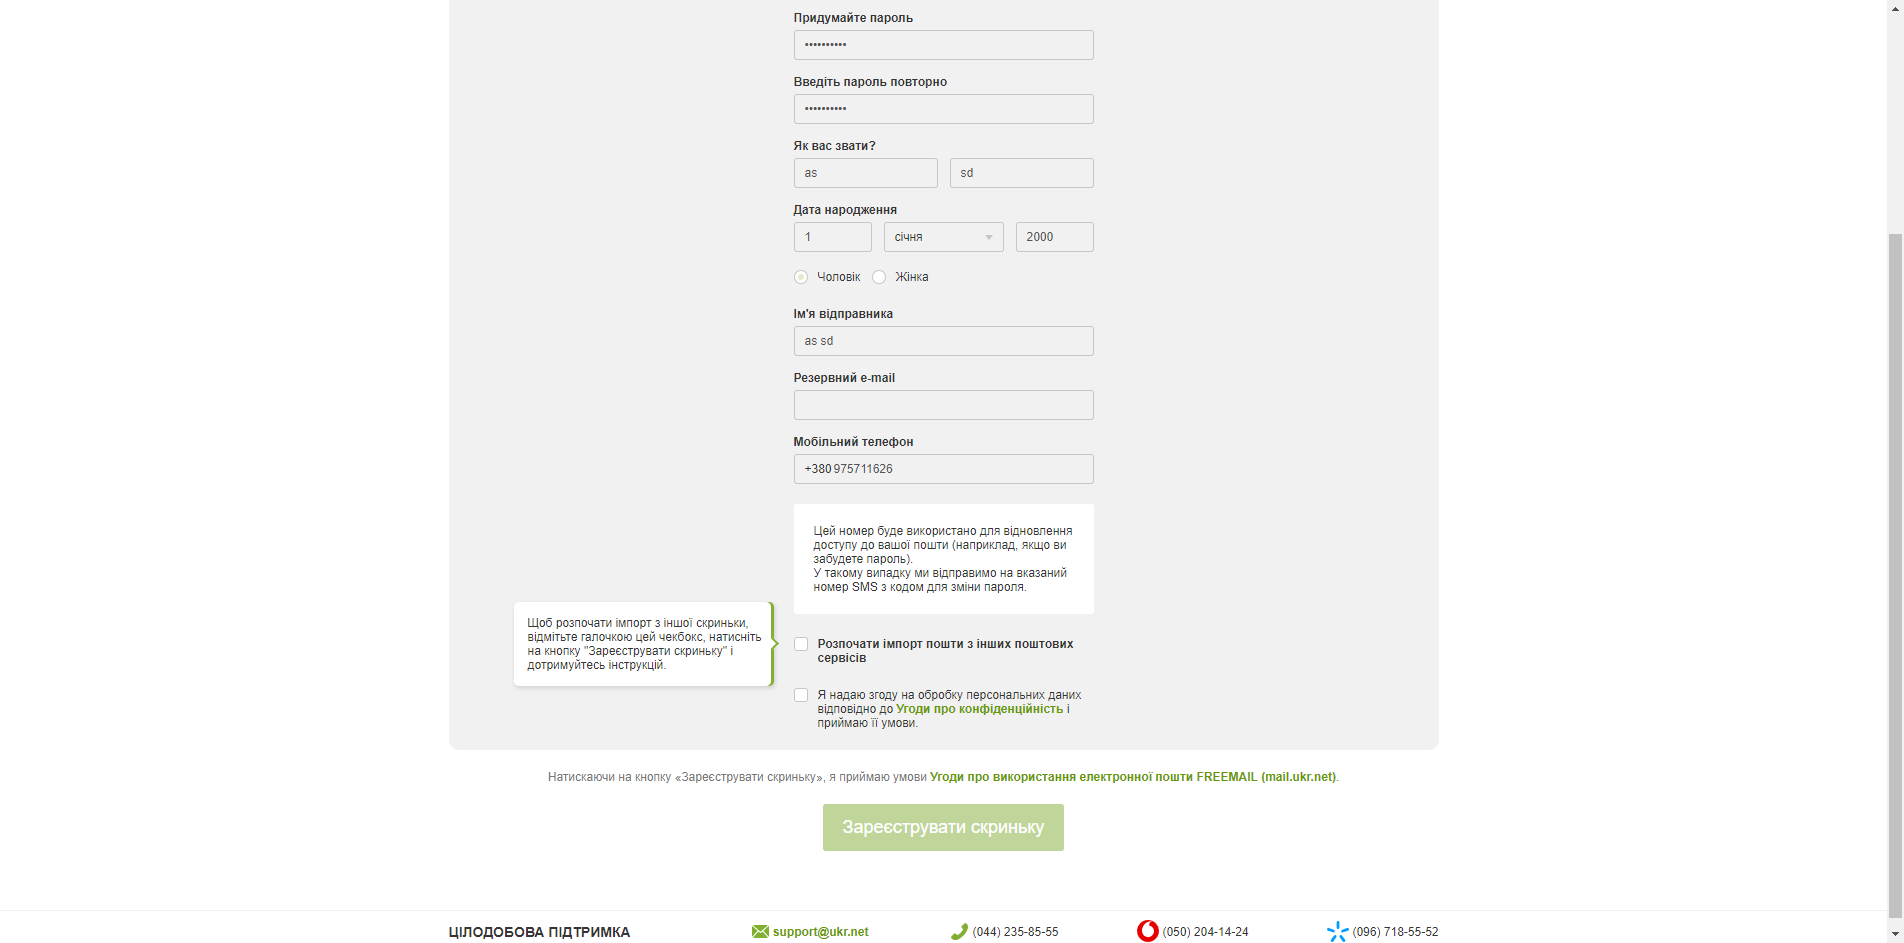 Придумайте пароль
••••••••••
Введіть пароль повторно
••••••••••
Як вас звати?
as sd
Дата народження
1 січня 2000
Чоловік Жінка
Ім'я відправника
as sd
Резервний e-mail
Мобільний телефон
+380 975711626
Цей номер буде використано для відновлення
доступу до вашої пошти (наприклад, якщо ви
забудете пароль).
У такому випадку ми відправимо на вказаний
номер SMS з кодом для зміни пароля.
Щоб розпочати імпорт з іншої скриньки,
відмітьте галочкою цей чекбокс, натисніть
на кнопку "Зареєструвати скриньку" і
дотримуйтесь інструкцій.
Розпочати імпорт пошти з інших поштових
сервісів
Я надаю згоду на обробку персональних даних
відповідно до Угоди про конфіденційність і
приймаю її умови.
Натискаючи на кнопку «Зареєструвати скриньку», я приймаю умови Угоди про використання електронної пошти FREEMAIL (mail.ukr.net).
Зареєструвати скриньку
ЦІЛОДОБОВА ПІДТРИМКА support@ukr.net (044) 235-85-55 (050) 204-14-24 (096) 718-55-52